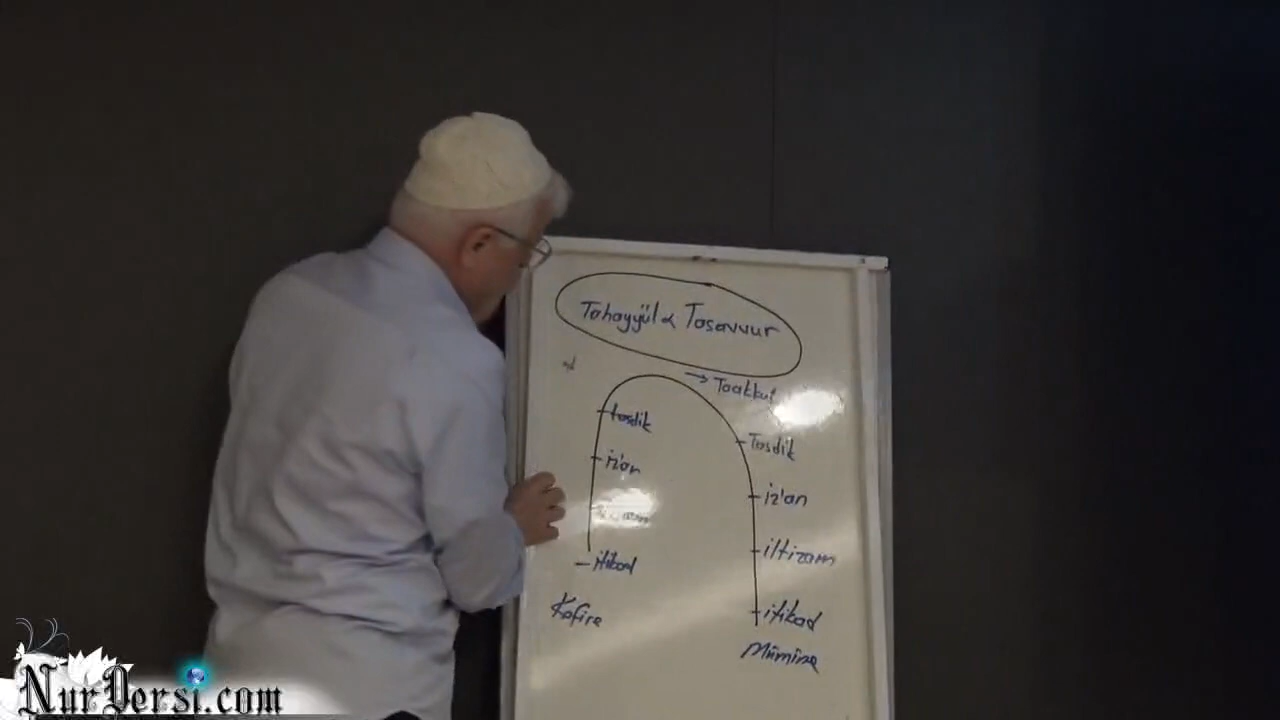 Tahayyül & Tasavvur
→ Taakkul
tasdik
iz'an
itikad
Kafire
Tasdik
iz'an
iltizam
itikad
Mümine
NurDersi.com